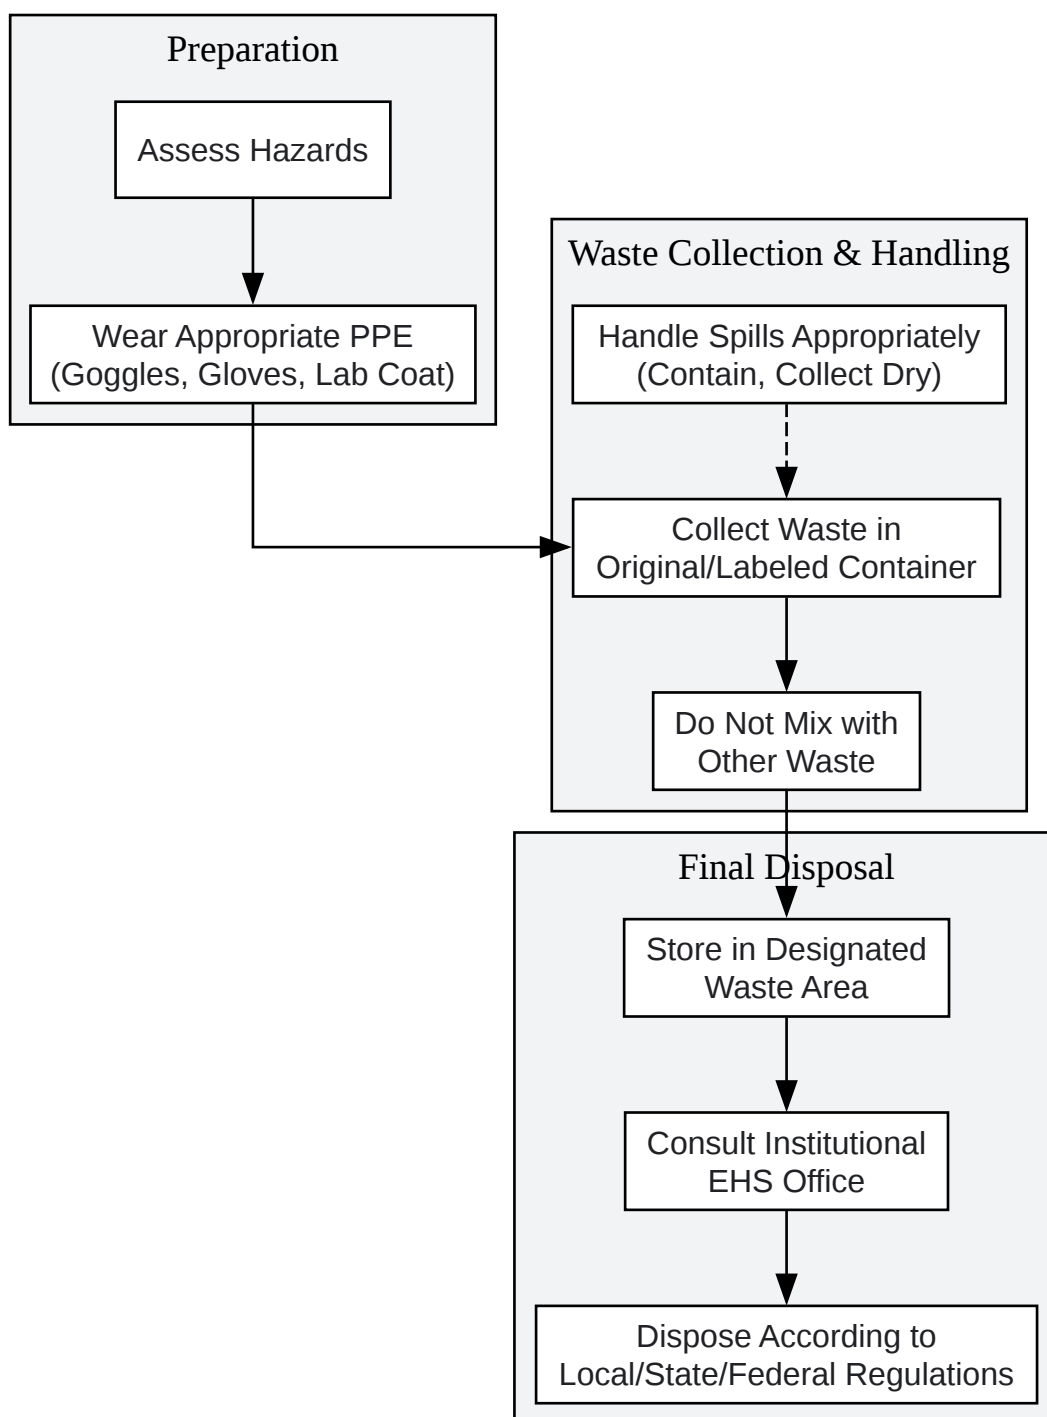 Preparation
Assess Hazards
Wear Appropriate PPE
(Goggles, Gloves, Lab Coat)
Waste Collection & Handling
Handle Spills Appropriately
(Contain, Collect Dry)
Collect Waste in
Original/Labeled Container
Do Not Mix with
Other Waste
Final Disposal
Store in Designated
Waste Area
Consult Institutional
EHS Office
Dispose According to
Local/State/Federal Regulations